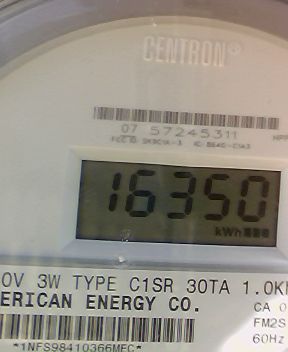 CENTRON®
07 57245311
16350
kWh
0V 3W TYPE C1SR 30TA 1.0K
ERICAN ENERGY CO.
CA 0
FM2S
60Hz
*1NFS98410366MEC*